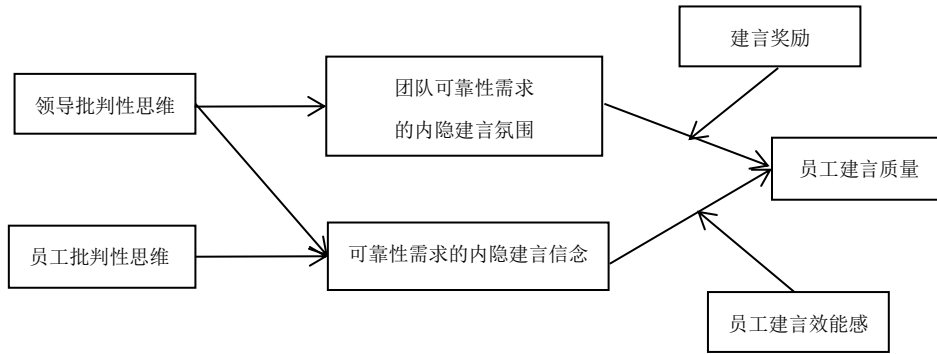 建言奖励
领导批判性思维
团队可靠性需求
的内隐建言氛围
员工建言质量
员工批判性思维
可靠性需求的内隐建言信念
员工建言效能感